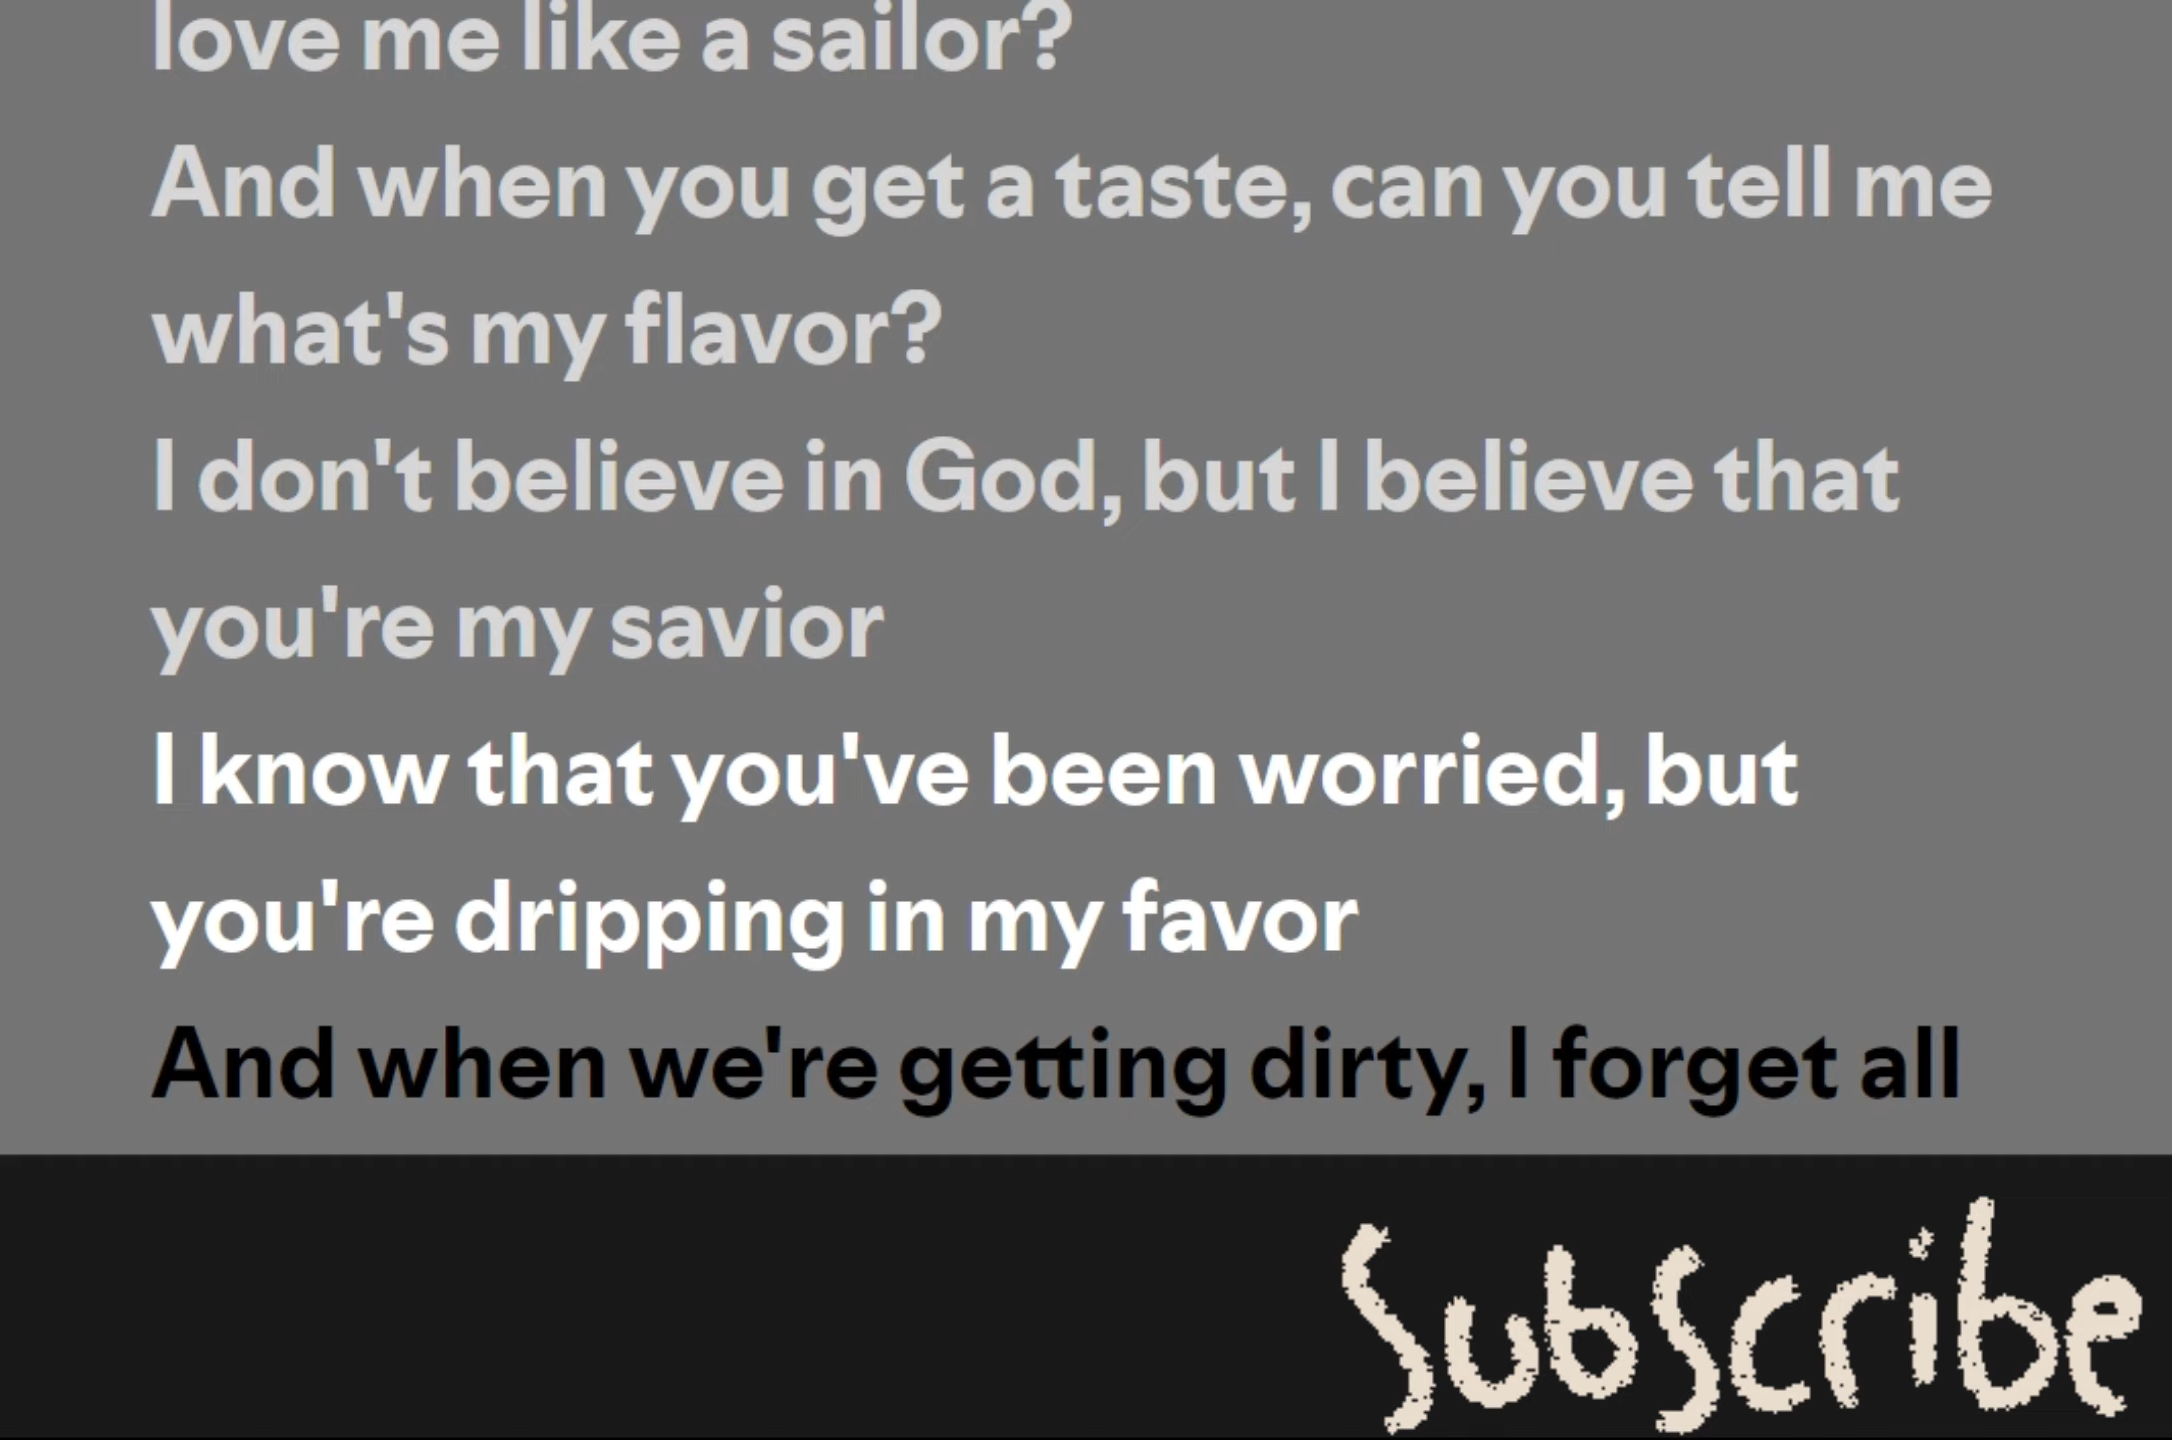 love me like a sailor?
And when you get a taste, can you tell me
what's my flavor?
I don't believe in God, but I believe that
you're my savior
I know that you've been worried, but
you're dripping in my favor
And when we're getting dirty, I forget all
Subscribe